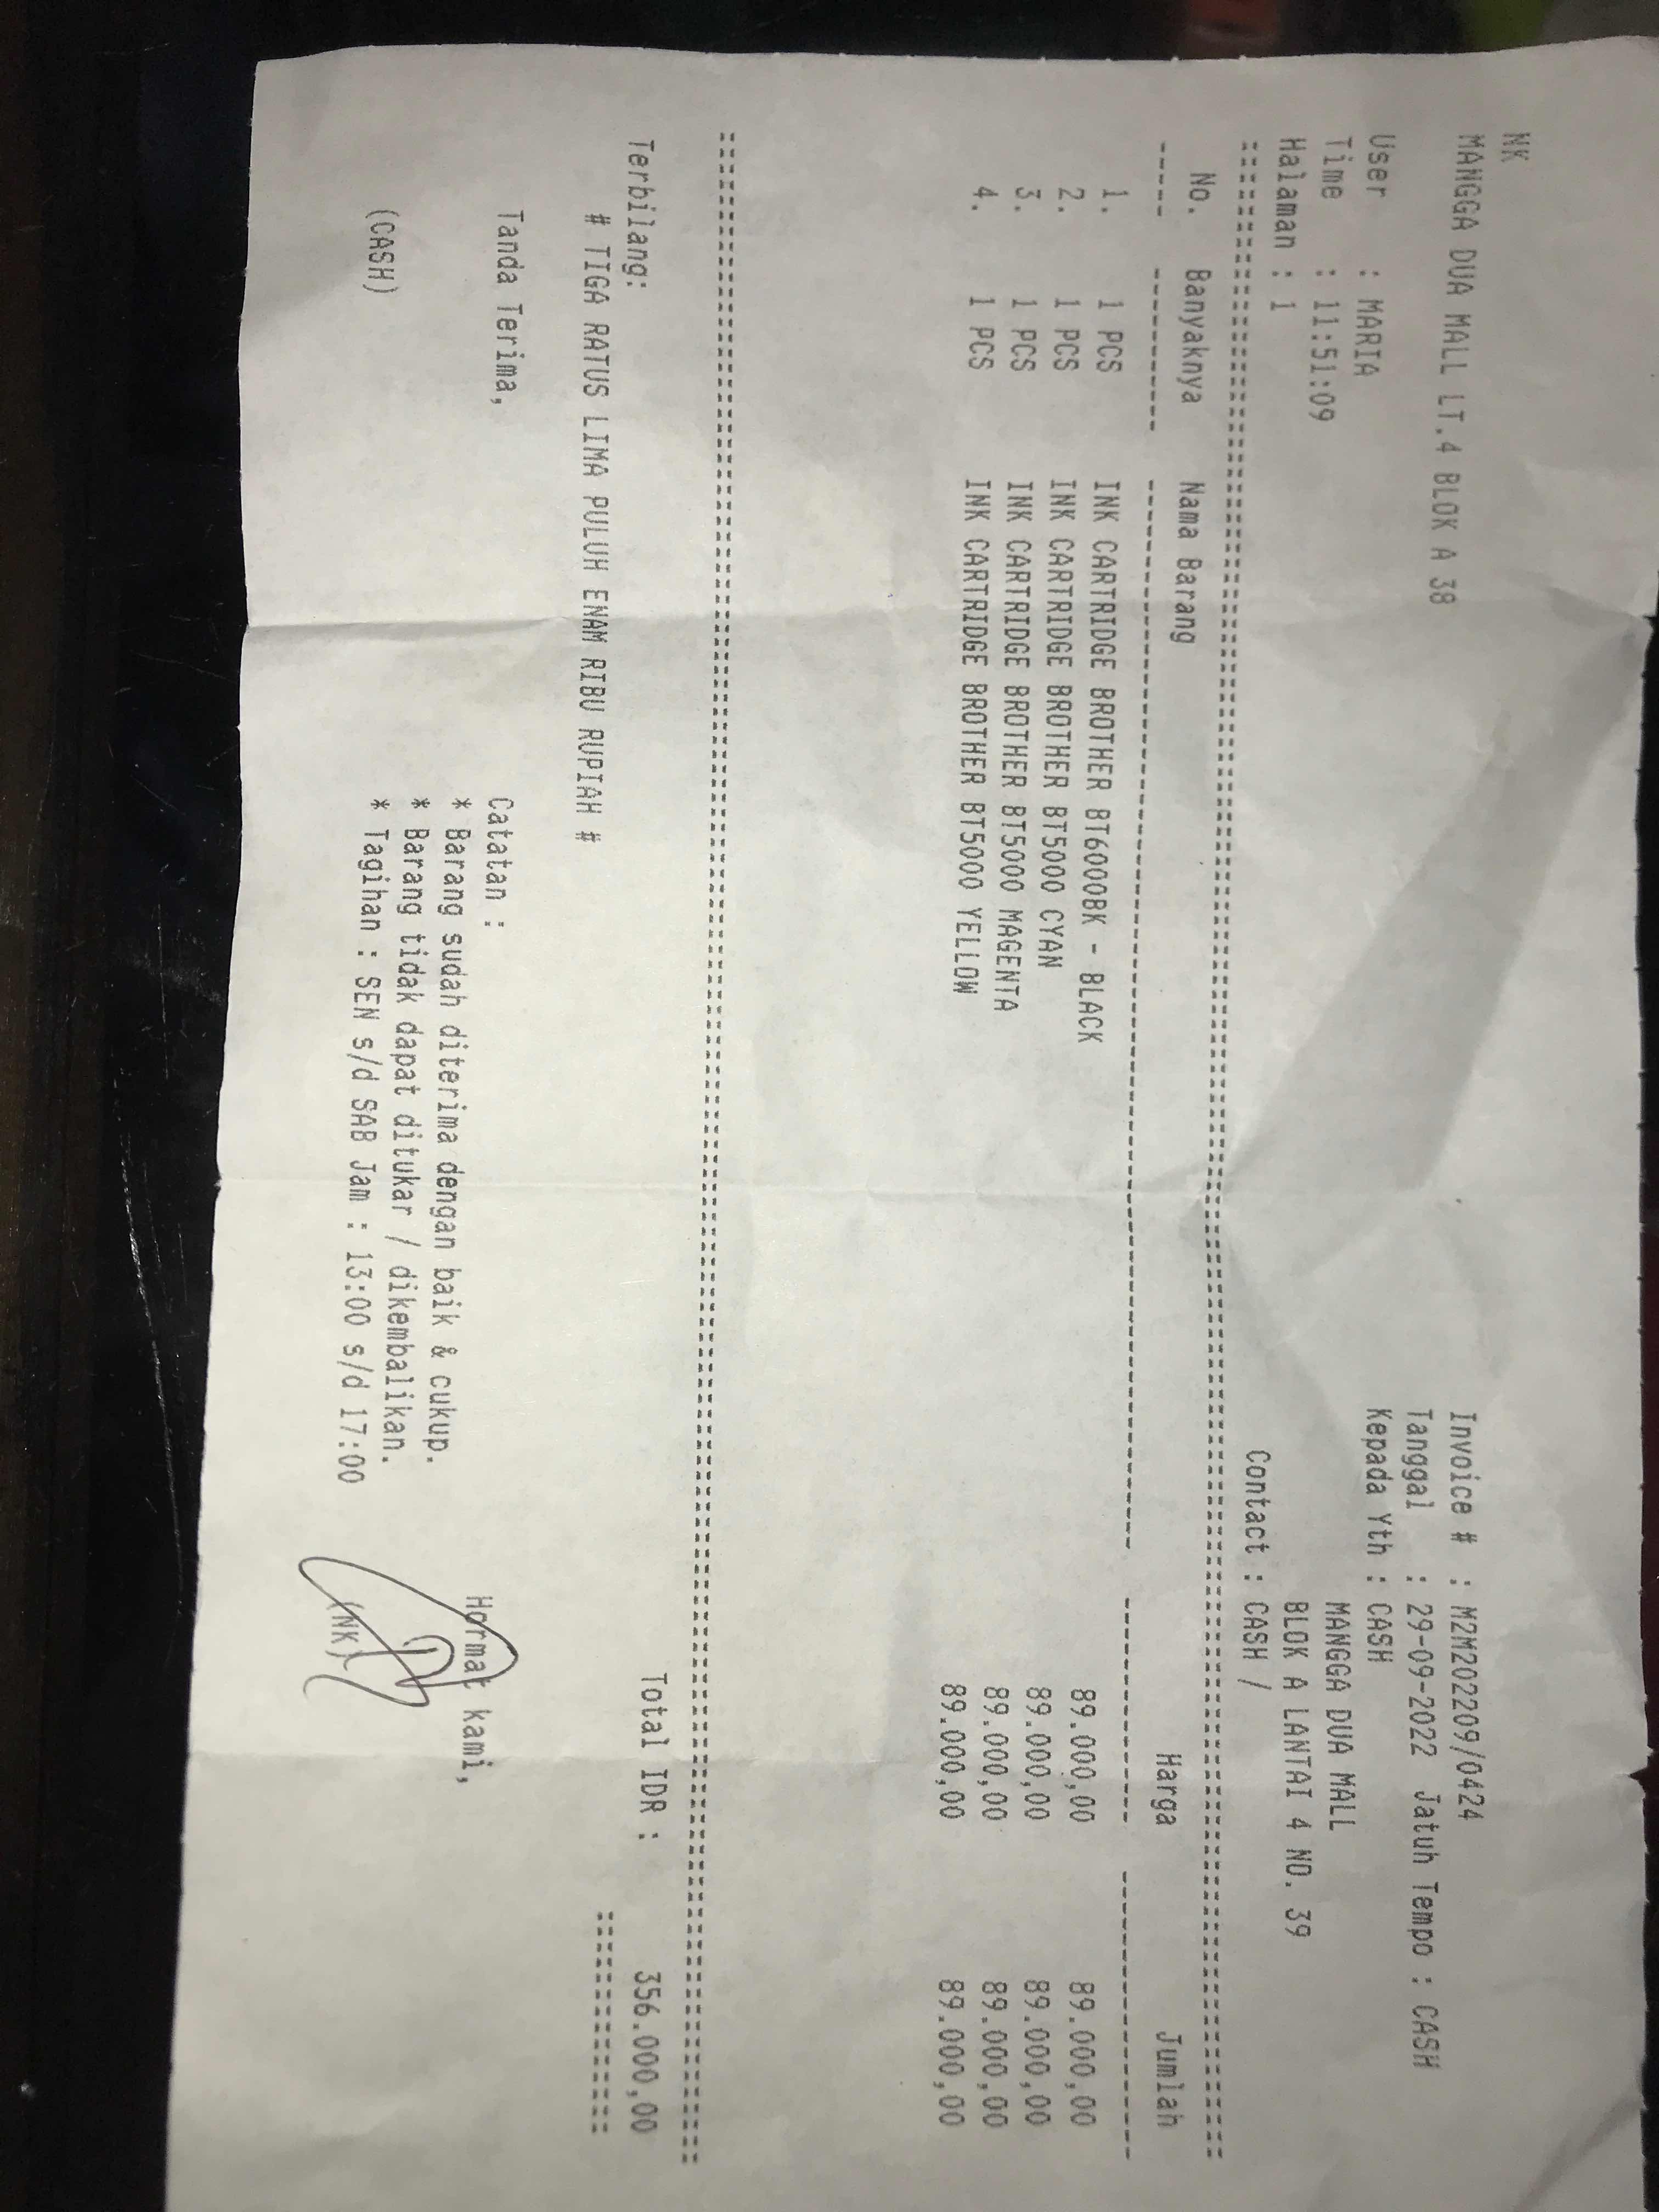 NK
MANGGA DUA MALL LT.4 BLOK A 38
Invoice # : M2M202209/0424
Tanggal : 29-09-2022 Jatuh Tempo : CASH
User : MARIA
Kepada Yth : CASH
Time : 11:51:09
MANGGA DUA MALL
Halaman : 1
BLOK A LANTAI 4 NO. 39
Contact : CASH /
No. Banyaknya Nama Barang Harga Jumlah
1. 1 PCS INK CARTRIDGE BROTHER BT6000BK - BLACK 89.000,00 89.000,00
2. 1 PCS INK CARTRIDGE BROTHER BT5000 CYAN 89.000,00 89.000,00
3. 1 PCS INK CARTRIDGE BROTHER BT5000 MAGENTA 89.000,00 89.000,00
4. 1 PCS INK CARTRIDGE BROTHER BT5000 YELLOW 89.000,00 89.000,00
Terbilang: Total IDR : 356.000,00
# TIGA RATUS LIMA PULUH ENAM RIBU RUPIAH #
Tanda Terima, Catatan : Hormat kami,
* Barang sudah diterima dengan baik & cukup.
* Barang tidak dapat ditukar / dikembalikan.
(CASH) * Tagihan : SEN s/d SAB Jam : 13:00 s/d 17:00 (NK)